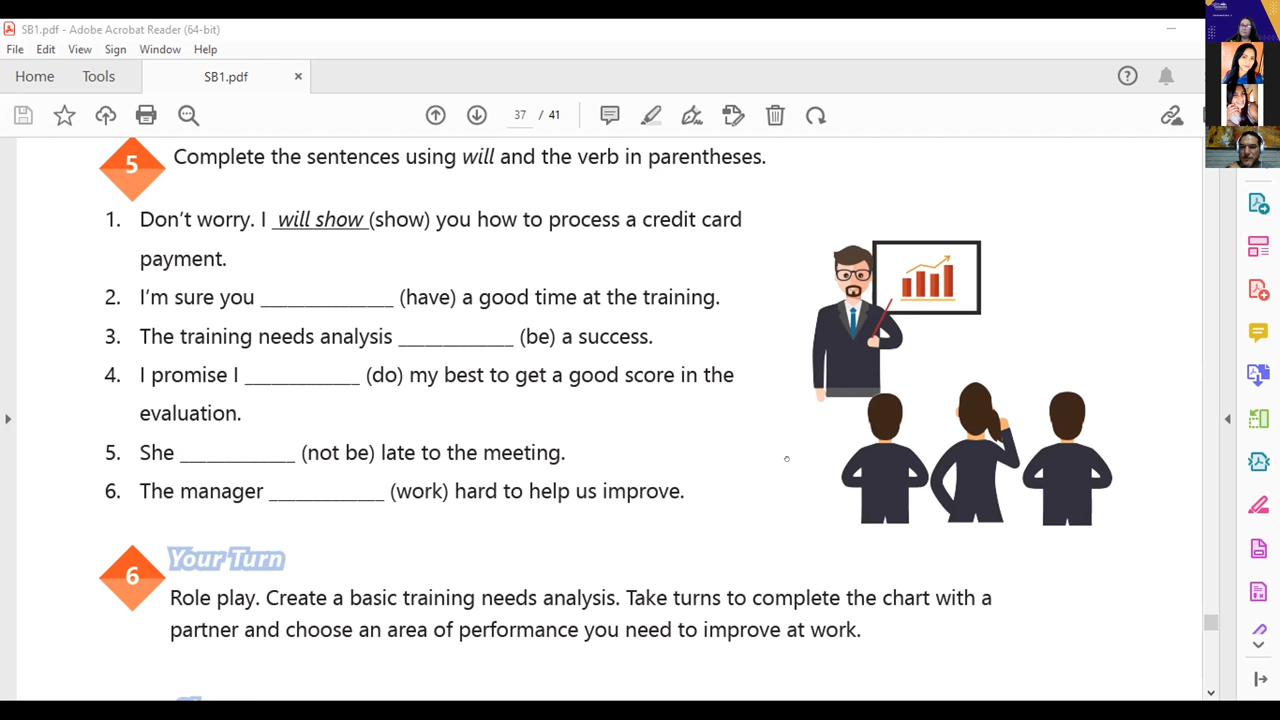 SB1.pdf - Adobe Acrobat Reader (64-bit)
File Edit View Sign Window Help
Home Tools SB1.pdf ×
37 / 41
5 Complete the sentences using will and the verb in parentheses.
1. Don't worry. I _will show_(show) you how to process a credit card
payment.
2. I'm sure you ____________ (have) a good time at the training.
3. The training needs analysis __________ (be) a success.
4. I promise I __________ (do) my best to get a good score in the
evaluation.
5. She __________ (not be) late to the meeting.
6. The manager __________ (work) hard to help us improve.
Your Turn
6
Role play. Create a basic training needs analysis. Take turns to complete the chart with a
partner and choose an area of performance you need to improve at work.